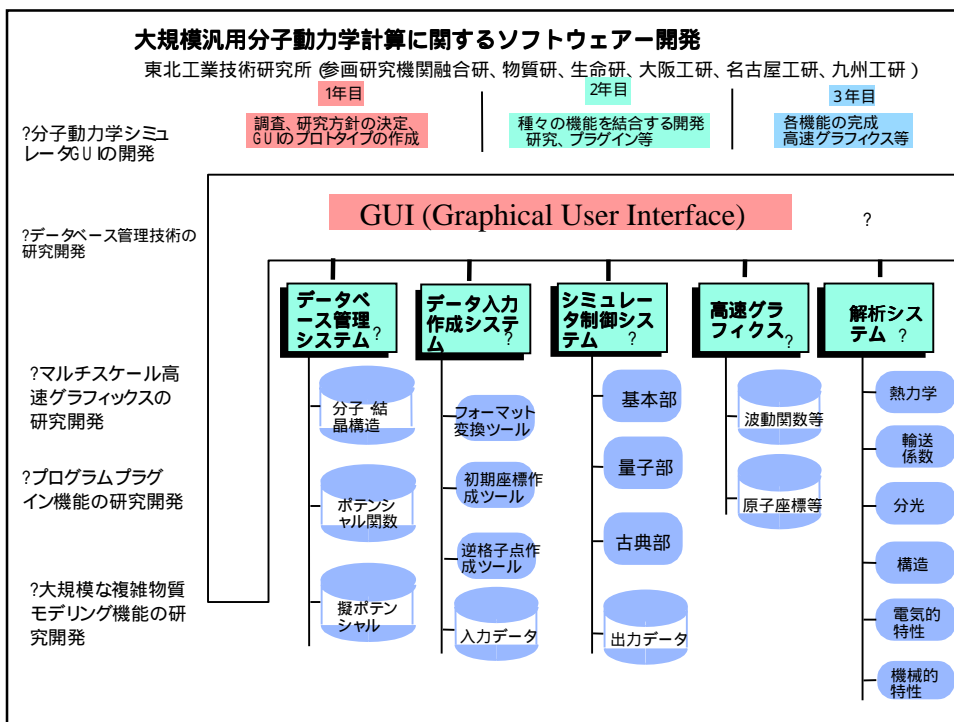 大規模汎用分子動力学計算に関するソフトウェアー開発
東北工業技術研究所 (参画研究機関融合研、物質研、生命研、大阪工研、名古屋工研、九州工研 )
1年目
2年目
3年目
調査、研究方針の決定、
GUIのプロトタイプの作成
種々の機能を結合する開発
研究、プラグイン等
各機能の完成
高速グラフィクス等
?分子動力学シミュ
レータGUIの開発
GUI (Graphical User Interface)
?
?データベース管理技術の
研究開発
データベ
ース管理
システム?
データ入力
作成システ
ム ?
シミュレー
タ制御シス
テム ?
高速グラ
フィクス
?
解析シス
テム ?
?マルチスケール高
速グラフィックスの
研究開発
?プログラムプラグ
イン機能の研究開発
?大規模な複雑物質
モデリング機能の研
究開発
分子・結
晶構造
ポテンシ
ャル関数
擬ポテン
シャル
フォーマット
変換ツール
初期座標作
成ツール
逆格子点作
成ツール
入力データ
基本部
量子部
古典部
出力データ
波動関数等
原子座標等
熱力学
輸送
係数
分光
構造
電気的
特性
機械的
特性